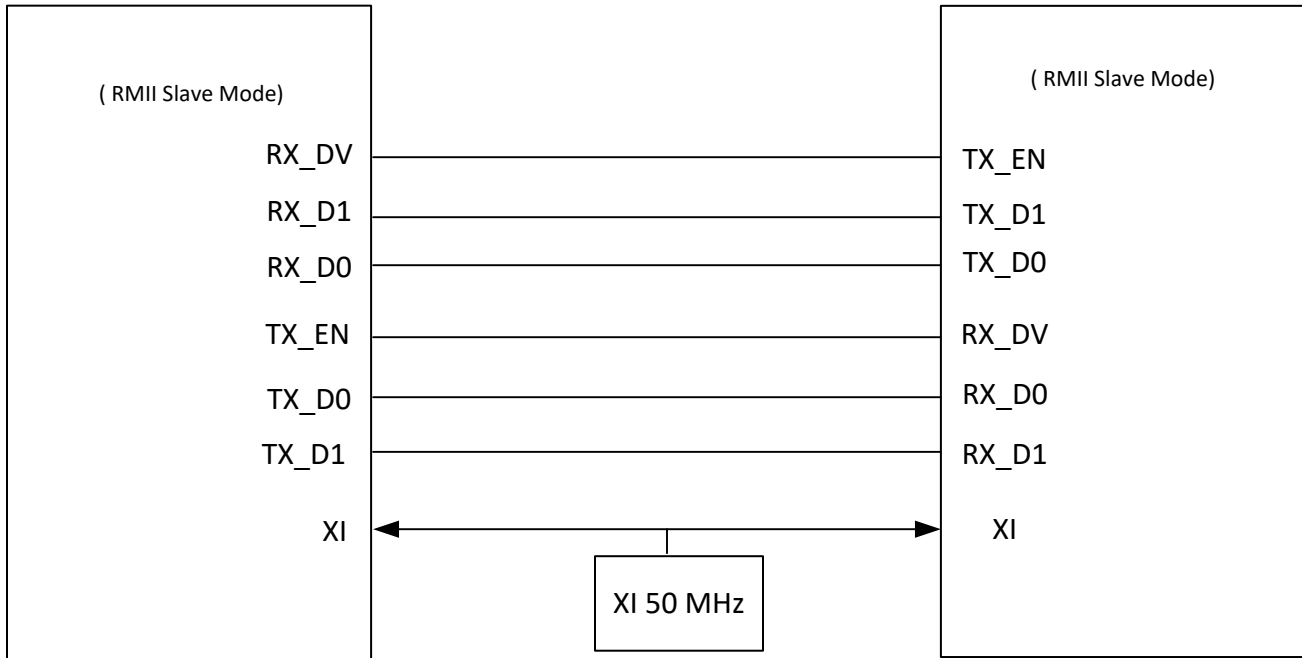 ( RMII Slave Mode)
RX_DV
RX_D1
RX_D0
TX_EN
TX_D0
TX_D1
XI
( RMII Slave Mode)
TX_EN
TX_D1
TX_D0
RX_DV
RX_D0
RX_D1
XI
XI 50 MHz